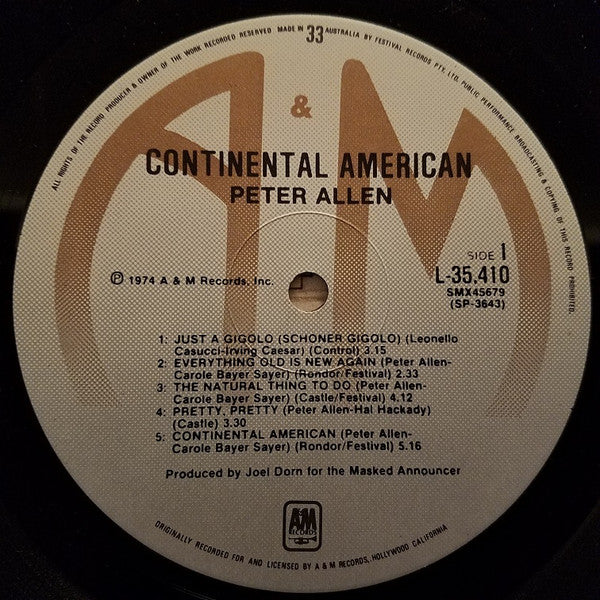 ALL RIGHTS OF THE RECORD PRODUCER & OWNER OF THE WORK RECORDED RESERVED MADE IN 33 AUSTRALIA BY FESTIVAL RECORDS PTY. LTD. PUBLIC PERFORMANCE BROADCASTING & COPYING OF THIS RECORD PROHIBITED.
A & M
CONTINENTAL AMERICAN
PETER ALLEN
SIDE 1
L-35,410
SMX45679
(SP-3643)
℗ 1974 A & M Records, Inc.
1: JUST A GIGOLO (SCHONER GIGOLO) (Leonello
Casucci-Irving Caesar) (Control) 3.15
2: EVERYTHING OLD IS NEW AGAIN (Peter Allen-
Carole Bayer Sayer) (Rondor/Festival) 2.33
3: THE NATURAL THING TO DO (Peter Allen-
Carole Bayer Sayer) (Castle/Festival) 4.12
4: PRETTY, PRETTY (Peter Allen-Hal Hackady)
(Castle) 3.30
5: CONTINENTAL AMERICAN (Peter Allen-
Carole Bayer Sayer) (Rondor/Festival) 5.16
Produced by Joel Dorn for the Masked Announcer
A&M
RECORDS
ORIGINALLY RECORDED FOR AND LICENSED BY A & M RECORDS, HOLLYWOOD CALIFORNIA